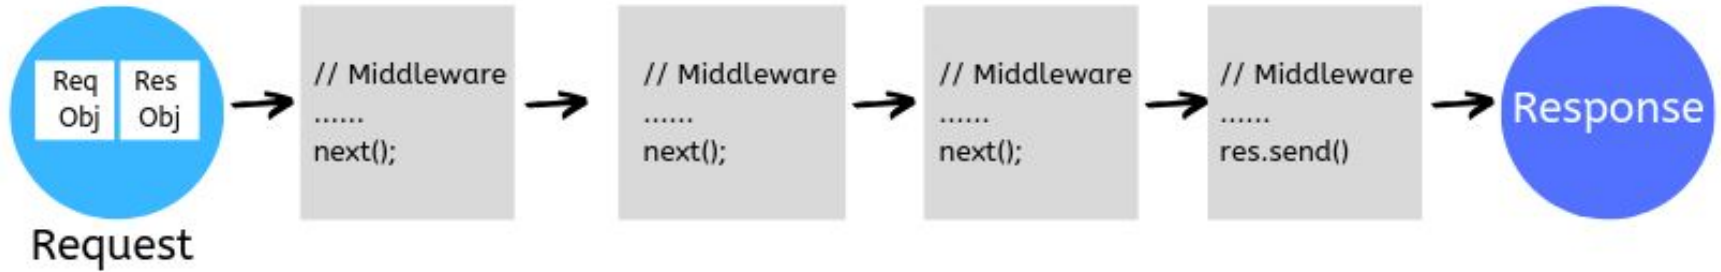 Req
Obj
Res
Obj
Request
// Middleware
......
next();
// Middleware
......
next();
// Middleware
......
next();
// Middleware
......
res.send()
Response